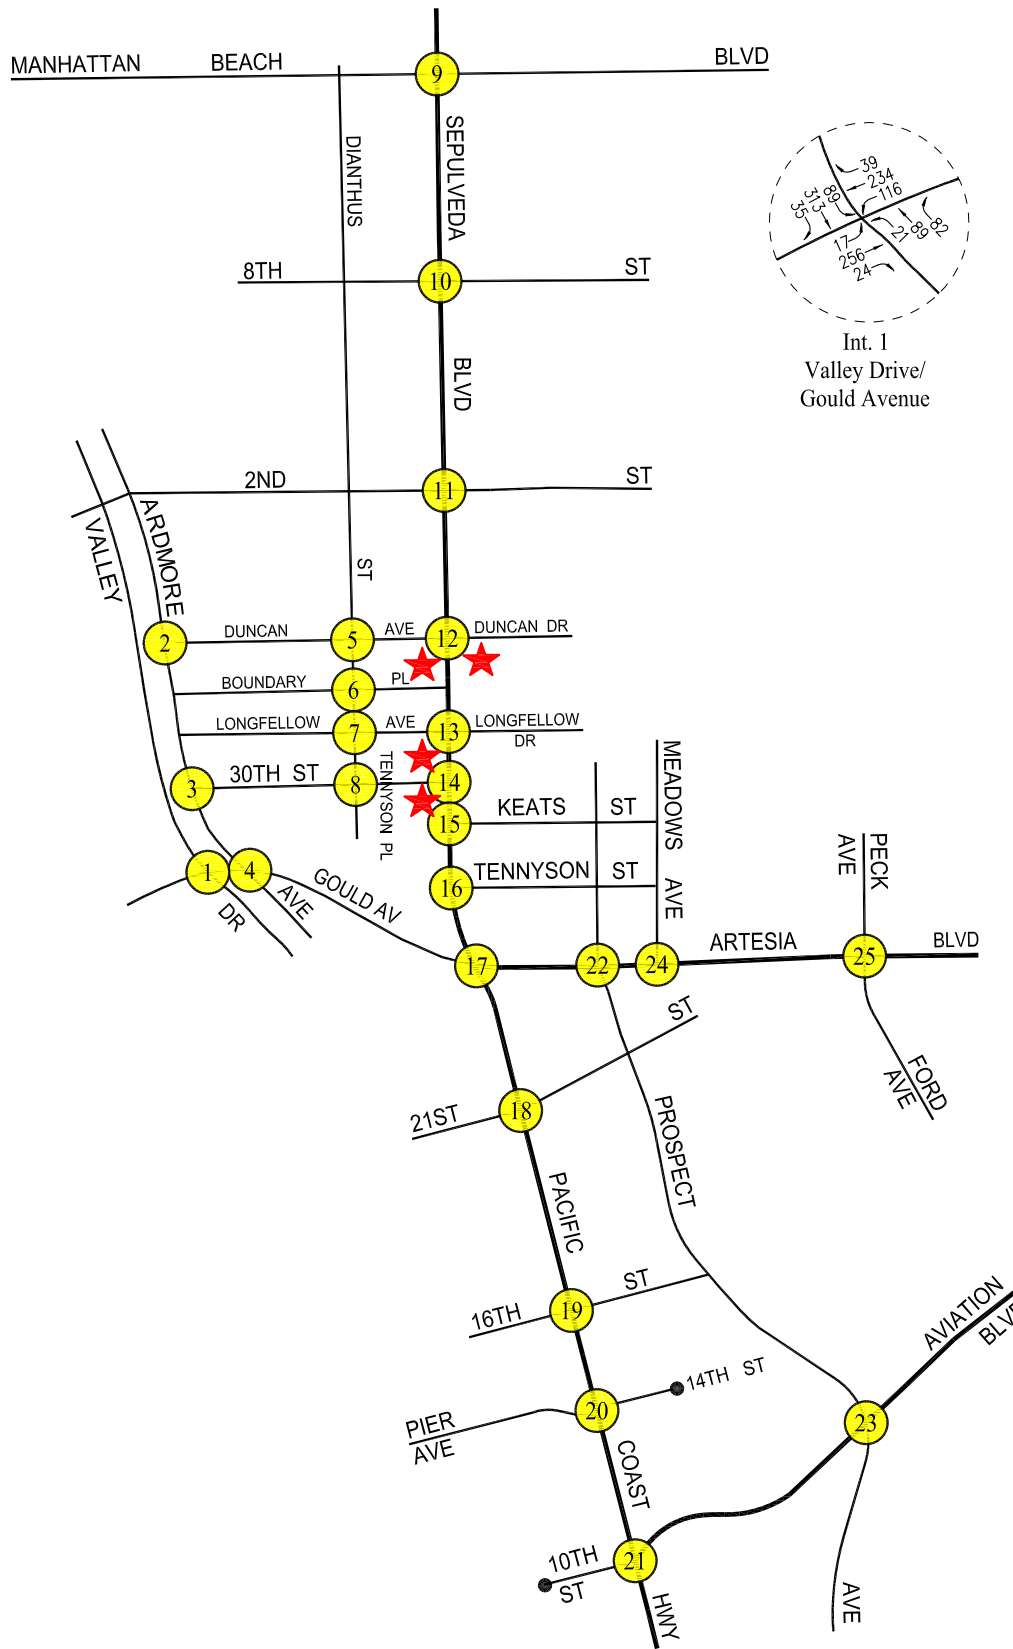 MANHATTAN BEACH BLVD
9
DIANTHUS
SEPULVEDA
39
234
116
89
313
35
17
256
24
21
89
82
8TH ST
10
Int. 1
Valley Drive/
Gould Avenue
BLVD
2ND ST
11
VALLEY
ARDMORE
ST
2
DUNCAN
5
AVE
12
DUNCAN DR
BOUNDARY
6
PL
LONGFELLOW
7
AVE
13
LONGFELLOW
DR
3
30TH ST
8
TENNYSON PL
14
MEADOWS
AVE
15
KEATS ST
1
4
DR
AVE
GOULD AV
16
TENNYSON ST
PECK
AVE
17
22
24
ARTESIA
25
BLVD
21ST
18
ST
FORD
AVE
PROSPECT
PACIFIC
16TH
19
ST
AVIATION
BLV
PIER
AVE
20
14TH ST
23
COAST
10TH
ST
21
HWY
AVE